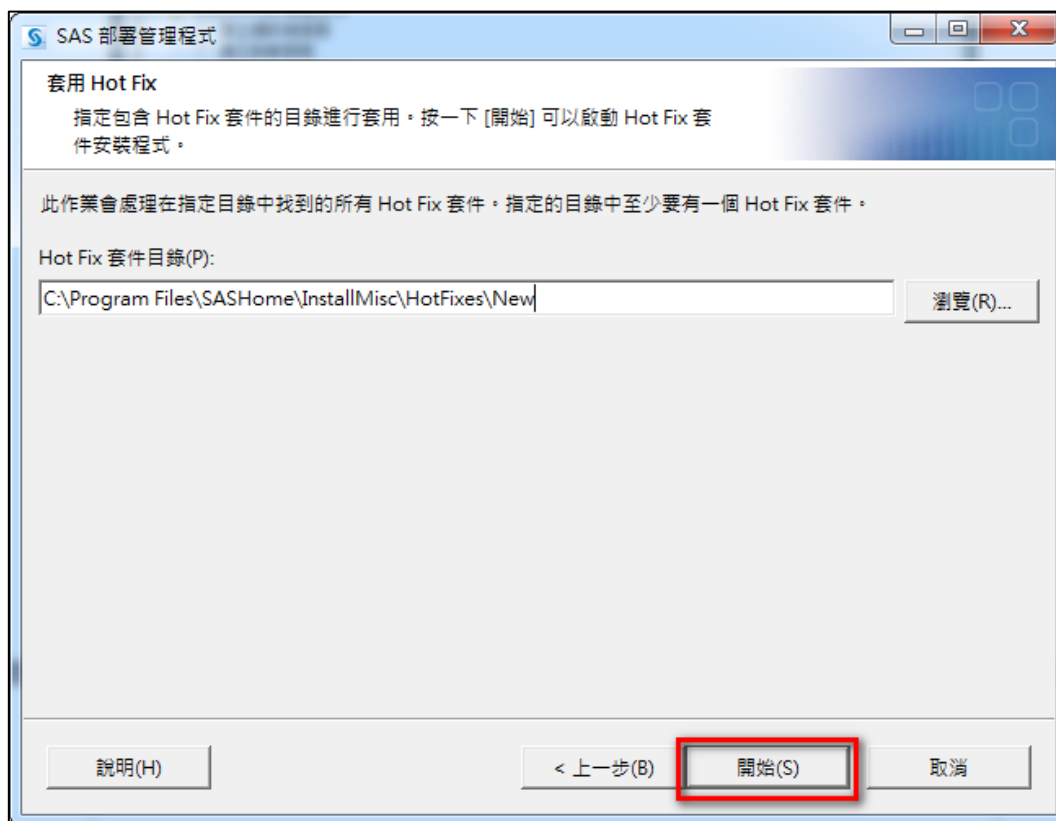 SAS 部署管理程式
套用 Hot Fix
指定包含 Hot Fix 套件的目錄進行套用。按一下 [開始] 可以啟動 Hot Fix 套
件安裝程式。
此作業會處理在指定目錄中找到的所有 Hot Fix 套件。指定的目錄中至少要有一個 Hot Fix 套件。
Hot Fix 套件目錄(P):
C:\Program Files\SASHome\InstallMisc\HotFixes\New
瀏覽(R)...
說明(H)
< 上一步(B)
開始(S)
取消